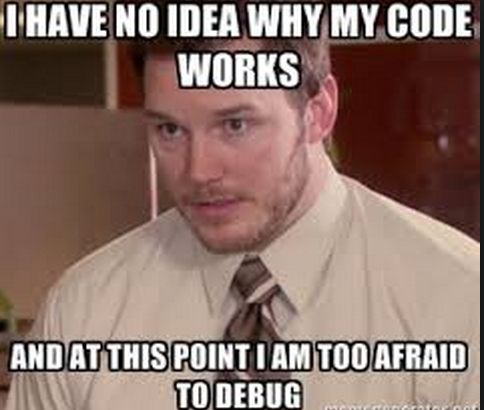 I HAVE NO IDEA WHY MY CODE
WORKS
AND AT THIS POINT I AM TOO AFRAID
TO DEBUG
memegenerator.net